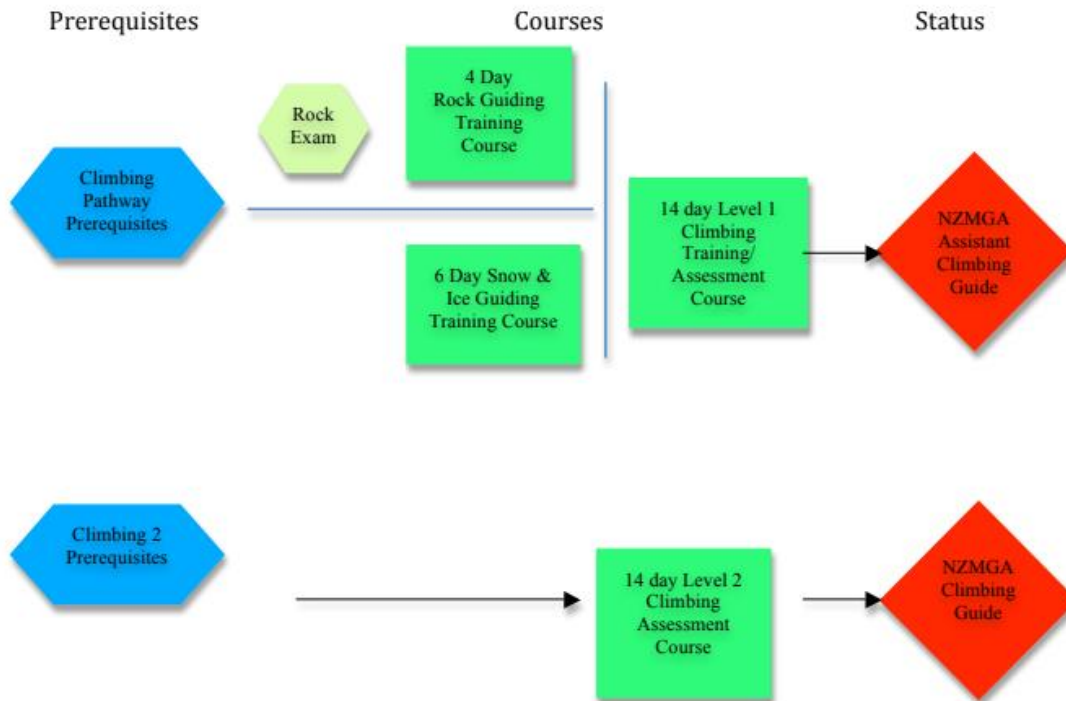 Prerequisites
Courses
Status
Climbing
Pathway
Prerequisites
Rock
Exam
4 Day
Rock Guiding
Training
Course
6 Day Snow &
Ice Guiding
Training Course
14 day Level 1
Climbing
Training/
Assessment
Course
NZMGA
Assistant
Climbing
Guide
Climbing 2
Prerequisites
14 day Level 2
Climbing
Assessment
Course
NZMGA
Climbing
Guide